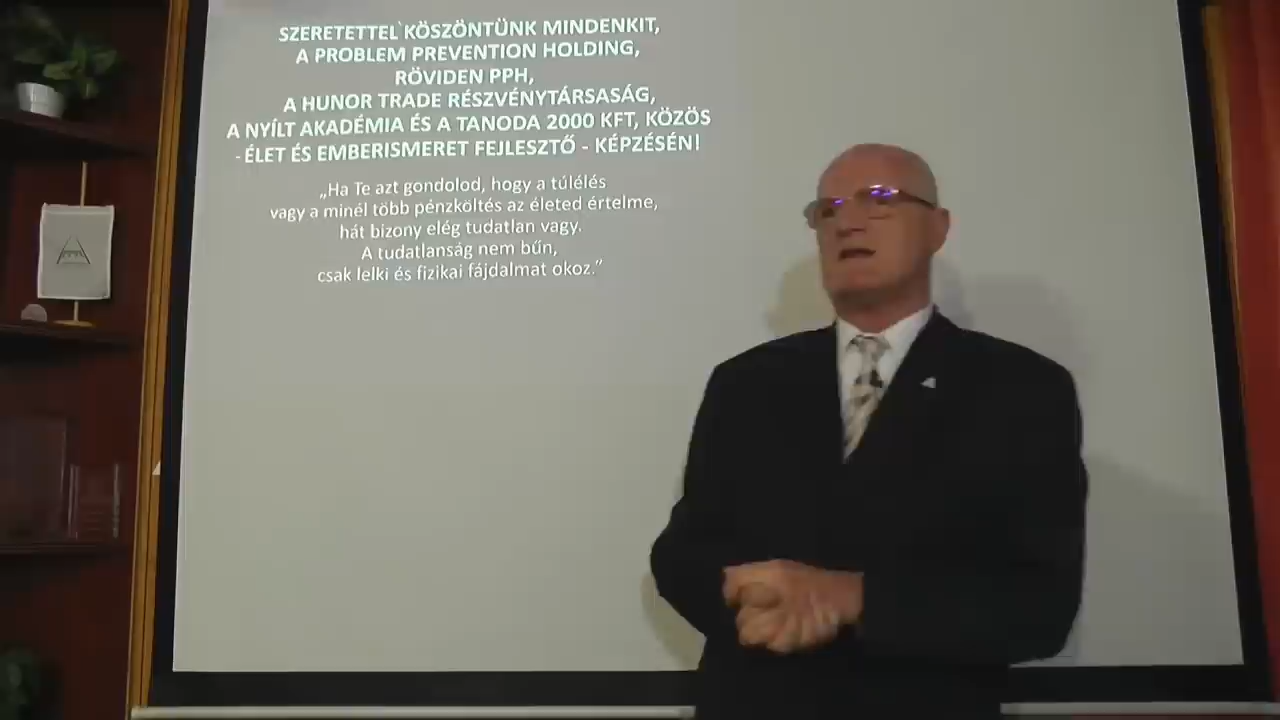 SZERETETTEL KÖSZÖNTÜNK MINDENKIT,
A PROBLEM PREVENTION HOLDING,
RÖVIDEN PPH,
A HUNOR TRADE RÉSZVÉNYTÁRSASÁG,
A NYÍLT AKADÉMIA ÉS A TANODA 2000 KFT, KÖZÖS
- ÉLET ÉS EMBERISMERET FEJLESZTŐ - KÉPZÉSÉN!
„Ha Te azt gondolod, hogy a túlélés
vagy a minél több pénzköltés az életed értelme,
hát bizony elég tudatlan vagy.
A tudatlanság nem bűn,
csak lelki és fizikai fájdalmat okoz.”